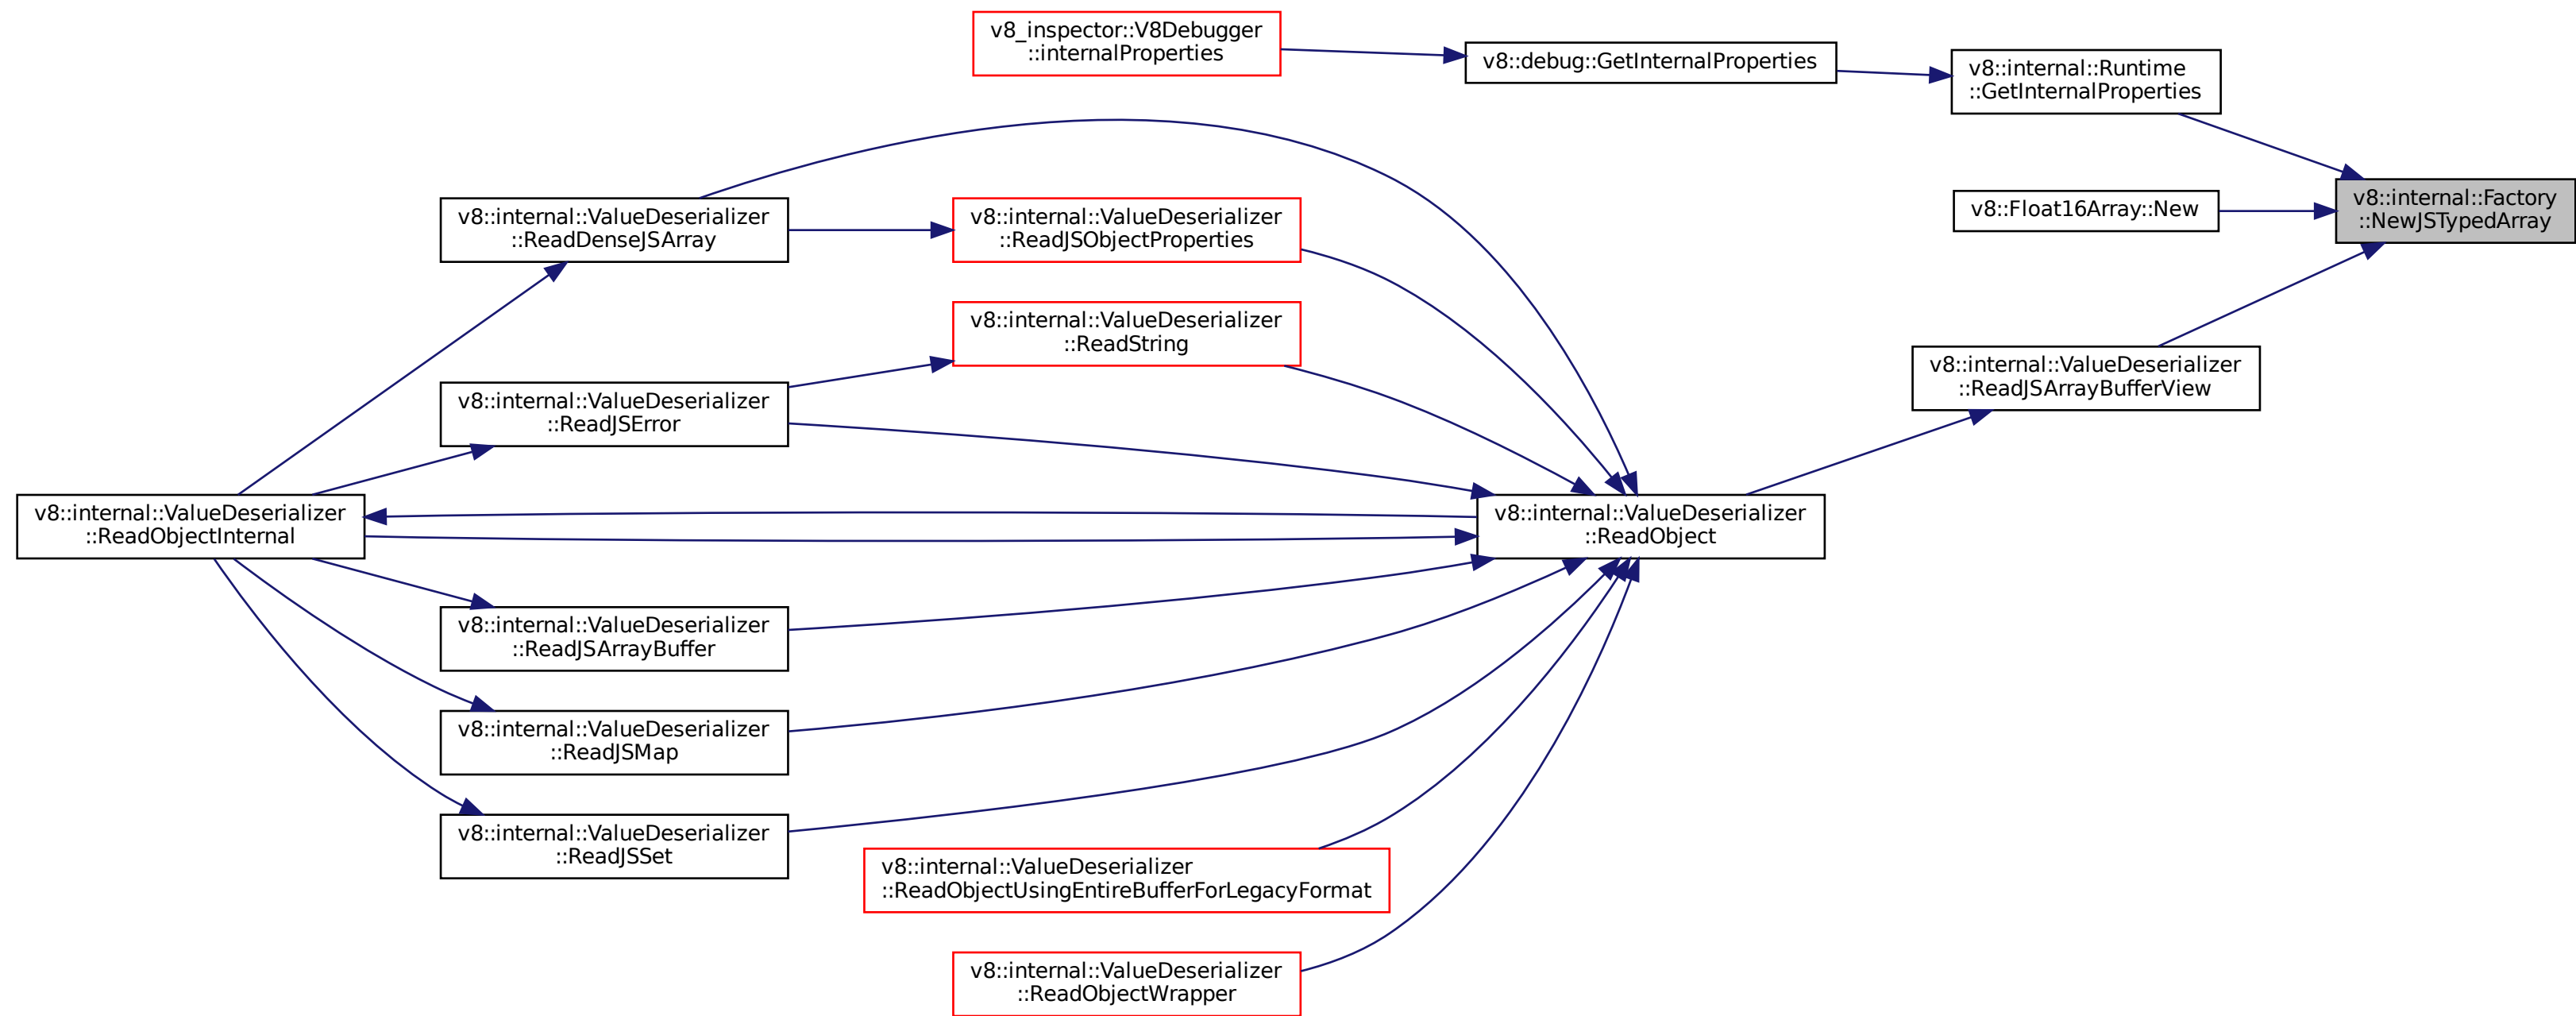 v8_inspector::V8Debugger
::internalProperties
v8::debug::GetInternalProperties
v8::internal::Runtime
::GetInternalProperties
v8::internal::Factory
::NewJSTypedArray
v8::Float16Array::New
v8::internal::ValueDeserializer
::ReadDenseJSArray
v8::internal::ValueDeserializer
::ReadJSObjectProperties
v8::internal::ValueDeserializer
::ReadString
v8::internal::ValueDeserializer
::ReadJSArrayBufferView
v8::internal::ValueDeserializer
::ReadJSError
v8::internal::ValueDeserializer
::ReadObjectInternal
v8::internal::ValueDeserializer
::ReadObject
v8::internal::ValueDeserializer
::ReadJSArrayBuffer
v8::internal::ValueDeserializer
::ReadJSMap
v8::internal::ValueDeserializer
::ReadJSSet
v8::internal::ValueDeserializer
::ReadObjectUsingEntireBufferForLegacyFormat
v8::internal::ValueDeserializer
::ReadObjectWrapper